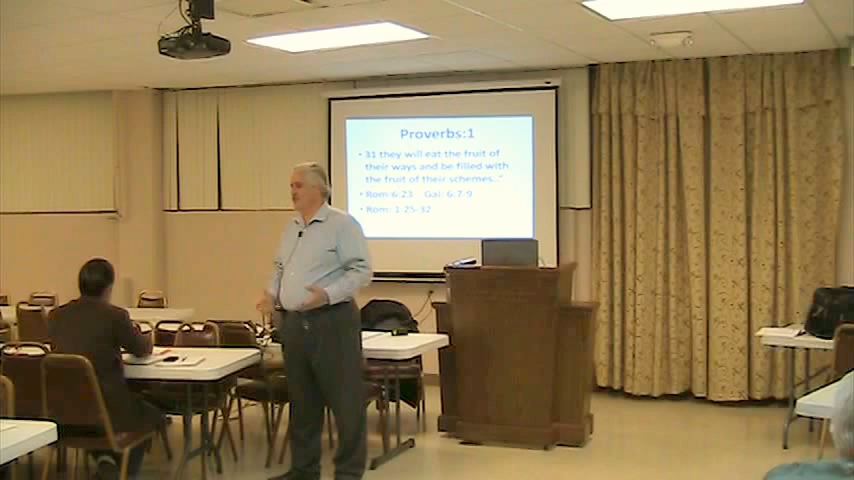 Proverbs:1
• 31 they will eat the fruit of
their ways and be filled with
the fruit of their schemes.."
• Rom:6:23 Gal: 6:7-9
• Rom: 1:25-32